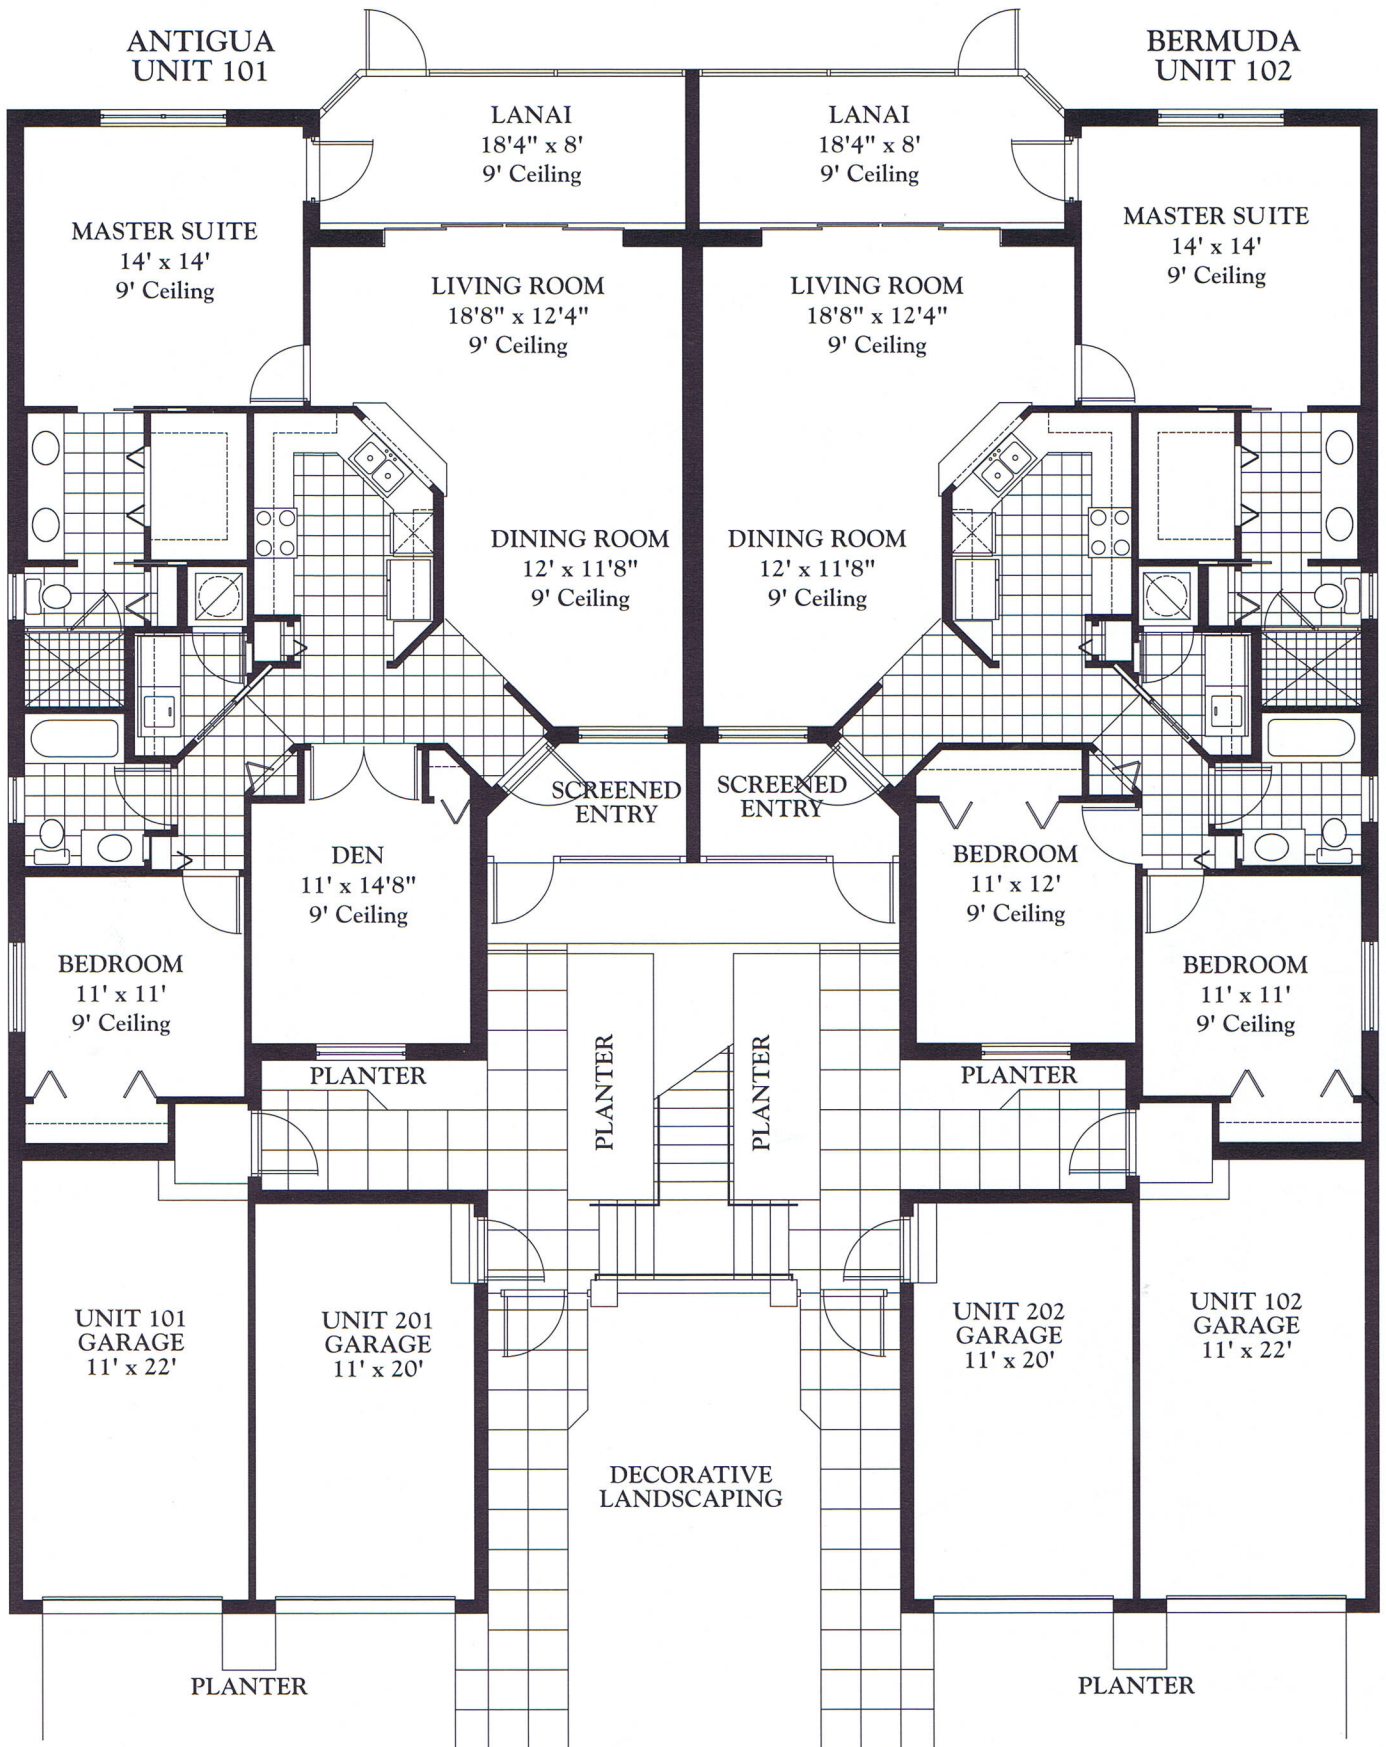 ANTIGUA
UNIT 101
BERMUDA
UNIT 102
LANAI
18'4" x 8'
9' Ceiling
LANAI
18'4" x 8'
9' Ceiling
MASTER SUITE
14' x 14'
9' Ceiling
MASTER SUITE
14' x 14'
9' Ceiling
LIVING ROOM
18'8" x 12'4"
9' Ceiling
LIVING ROOM
18'8" x 12'4"
9' Ceiling
DINING ROOM
12' x 11'8"
9' Ceiling
DINING ROOM
12' x 11'8"
9' Ceiling
SCREENED
ENTRY
SCREENED
ENTRY
DEN
11' x 14'8"
9' Ceiling
BEDROOM
11' x 12'
9' Ceiling
BEDROOM
11' x 11'
9' Ceiling
BEDROOM
11' x 11'
9' Ceiling
PLANTER
PLANTER
PLANTER
PLANTER
UNIT 101
GARAGE
11' x 22'
UNIT 201
GARAGE
11' x 20'
UNIT 202
GARAGE
11' x 20'
UNIT 102
GARAGE
11' x 22'
DECORATIVE
LANDSCAPING
PLANTER
PLANTER